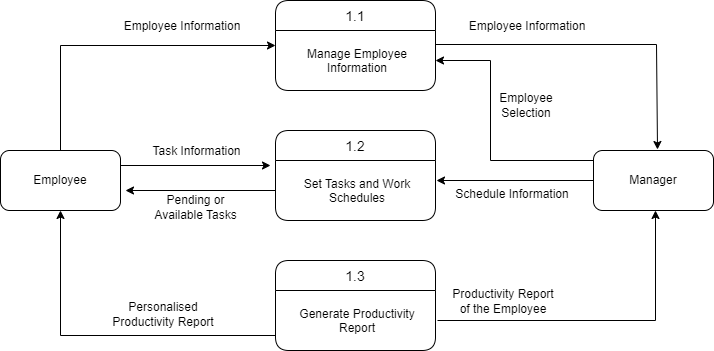 1.1
Employee Information
Employee Information
Manage Employee
Information
Employee
Selection
1.2
Task Information
Employee
Set Tasks and Work
Schedules
Manager
Pending or
Available Tasks
Schedule Information
1.3
Personalised
Productivity Report
Generate Productivity
Report
Productivity Report
of the Employee